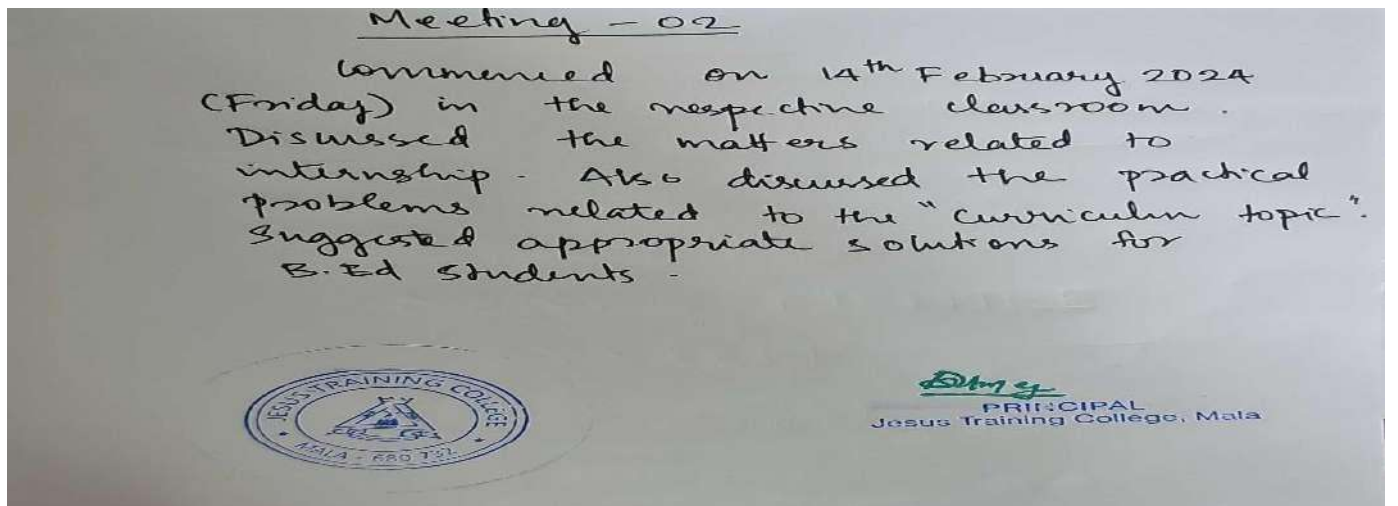 Meeting - 02
Commenced on 14th February 2024
(Friday) in the respective classroom.
Discussed the matters related to
internship. Also discussed the practical
problems related to the "curriculum topic".
Suggested appropriate solutions for
B.Ed students.
JESUS TRAINING COLLEGE
MALA - 680 732
PRINCIPAL
Jesus Training College, Mala